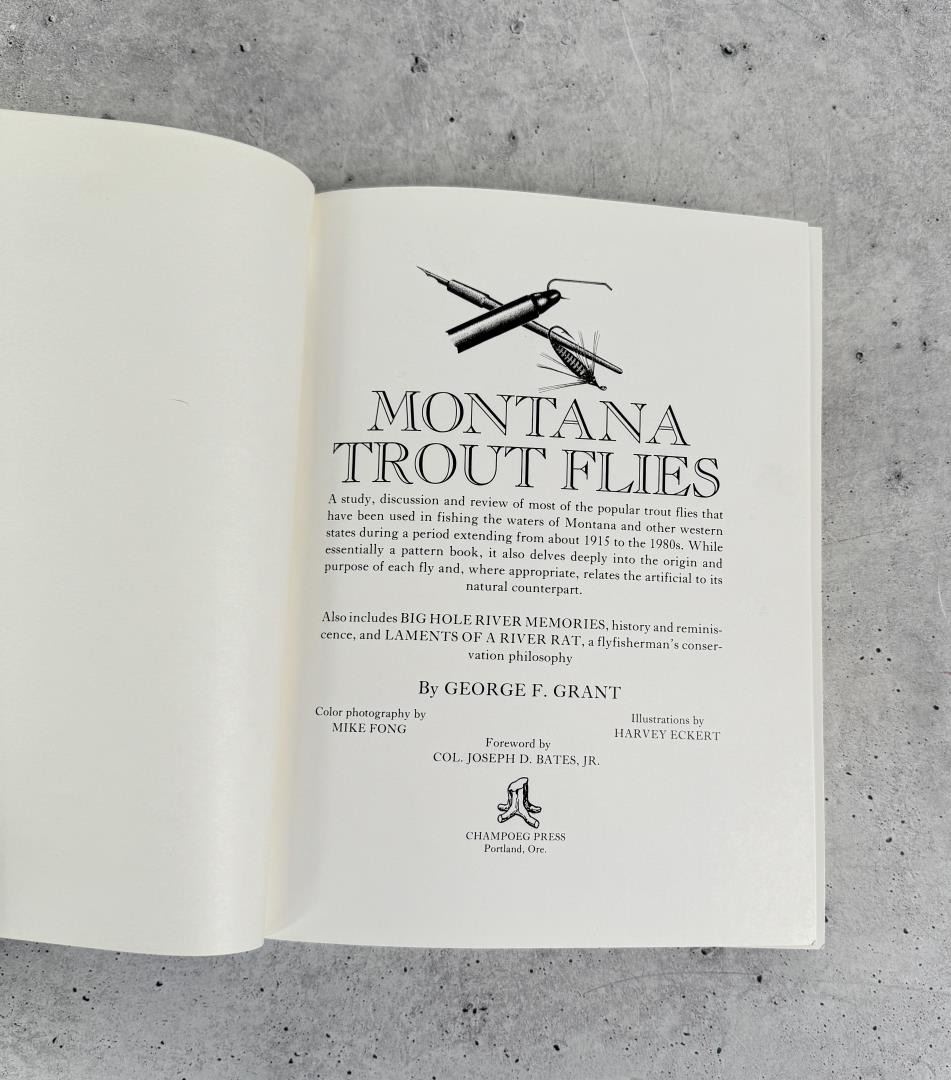 MONTANA
TROUT FLIES
A study, discussion and review of most of the popular trout flies that
have been used in fishing the waters of Montana and other western
states during a period extending from about 1915 to the 1980s. While
essentially a pattern book, it also delves deeply into the origin and
purpose of each fly and, where appropriate, relates the artificial to its
natural counterpart.
Also includes BIG HOLE RIVER MEMORIES, history and reminis-
cence, and LAMENTS OF A RIVER RAT, a flyfisherman's conser-
vation philosophy
By GEORGE F. GRANT
Color photography by
MIKE FONG
Illustrations by
HARVEY ECKERT
Foreword by
COL. JOSEPH D. BATES, JR.
CHAMPOEG PRESS
Portland, Ore.